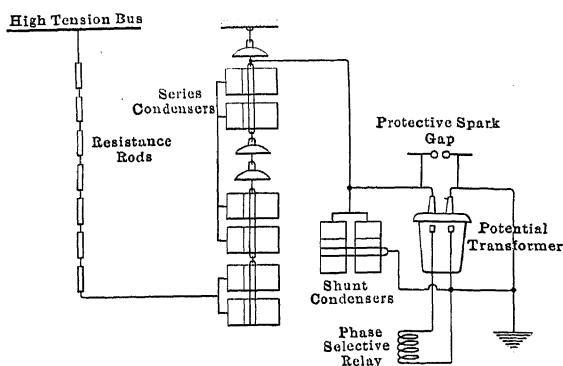 High Tension Bus
Series
Condensers
Resistance
Rods
Protective Spark
Gap
Potential
Transformer
Shunt
Condensers
Phase
Selective
Relay